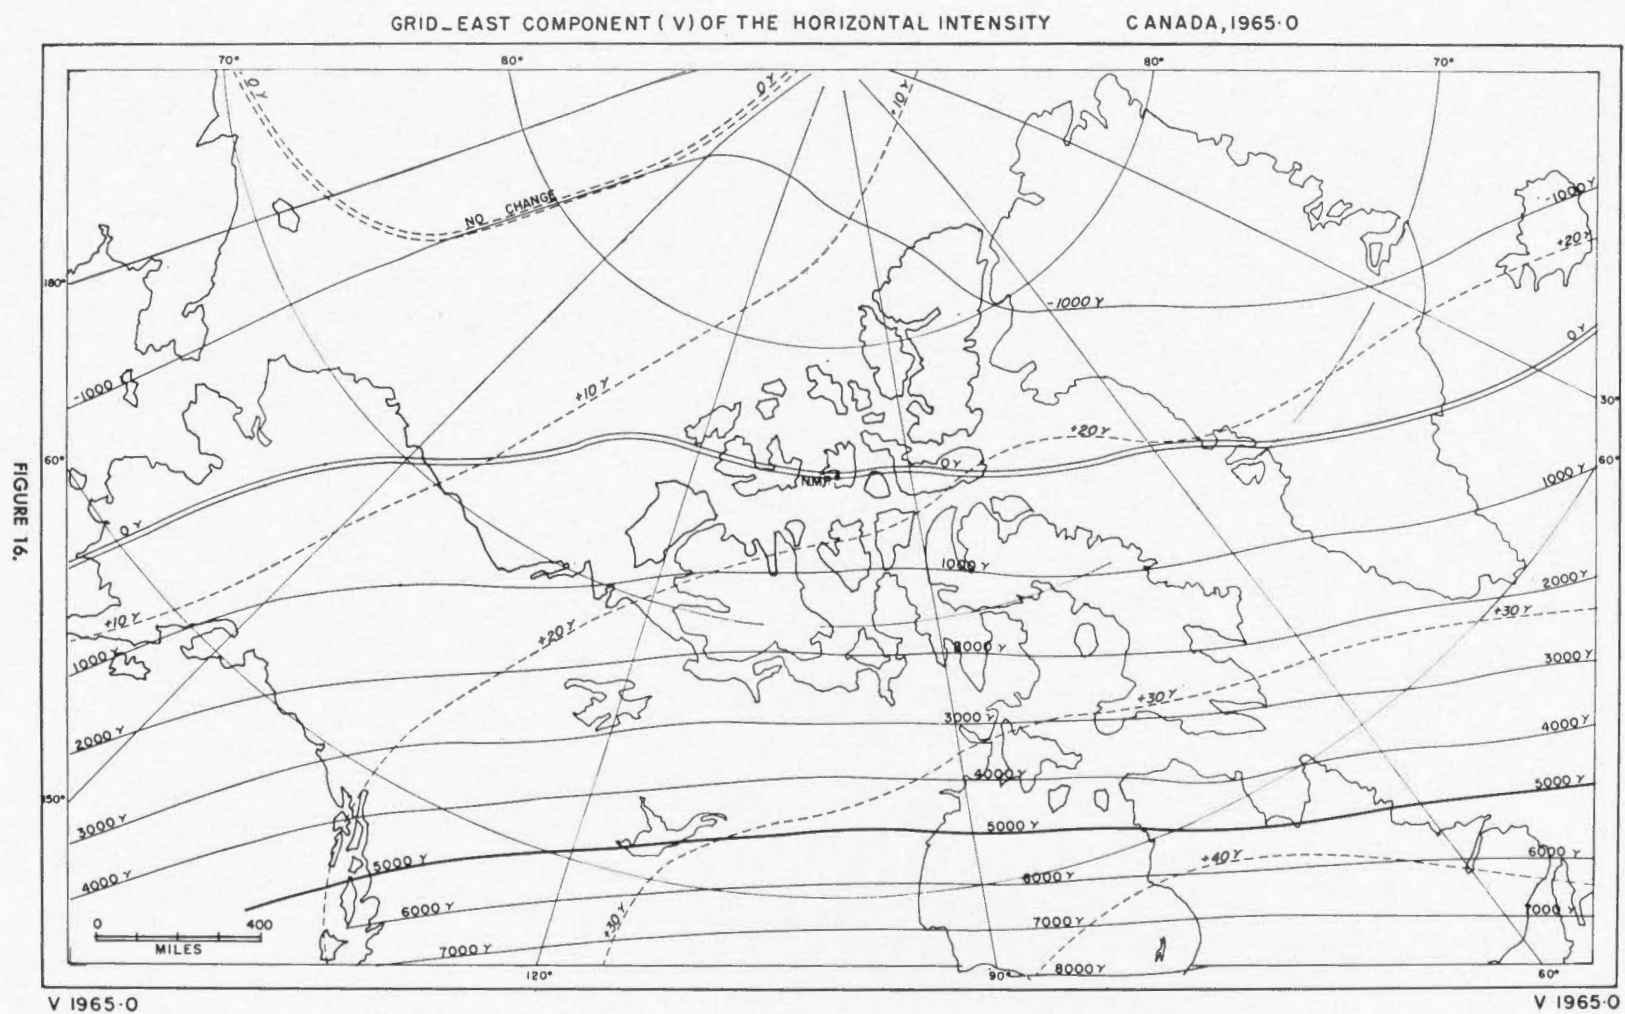 GRID_EAST COMPONENT ( V ) OF THE HORIZONTAL INTENSITY CANADA, 1965·0
70° 80° 80° 70°
0 γ 0 γ +10 γ
NO CHANGE
-1000 γ
+20 γ
180°
-1000 γ
0 γ
-1000
+10 γ
30°
+20 γ
60° 0 γ 60°
N.M.P.
1000 γ
0 γ
1000 γ
2000 γ
+10 γ +20 γ +30 γ
1000 γ 2000 γ 3000 γ
+30 γ
3000 γ 4000 γ
2000 γ
4000 γ
5000 γ
150°
3000 γ 5000 γ
6000 γ
5000 γ +40 γ
4000 γ 6000 γ
6000 γ +30 γ 7000 γ 7000 γ
0 400
MILES
7000 γ
120° 90° 8000 γ 60°
V 1965·0 V 1965·0
FIGURE 16.